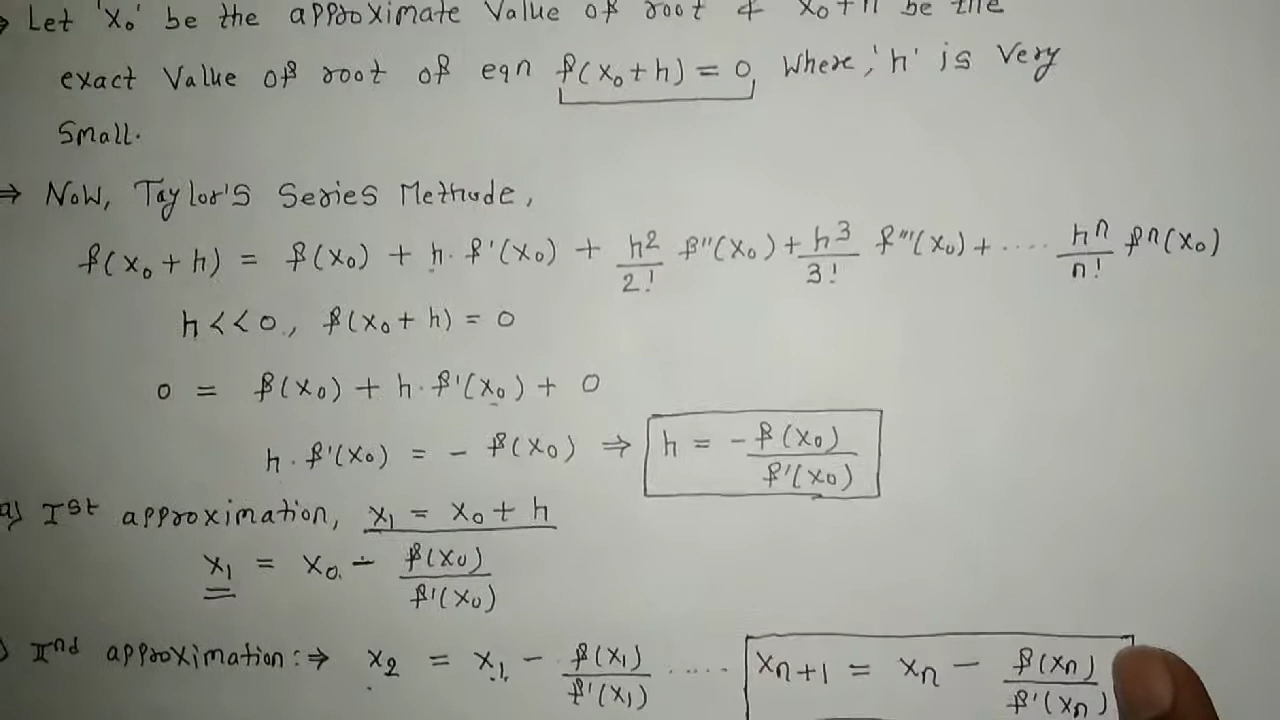 Let 'x₀' be the approximate Value of root & x₀+h be the
exact Value of root of eqn f(x₀+h) = 0, Where, 'h' is Very
Small.
⇒ Now, Taylor's Series Methode,
f(x₀ + h) = f(x₀) + h. f'(x₀) + h²/2! f''(x₀) + h³/3! f'''(x₀) + .... hⁿ/n! fⁿ(x₀)
h << 0, f(x₀ + h) = 0
0 = f(x₀) + h. f'(x₀) + 0
h. f'(x₀) = - f(x₀) ⇒ h = - f(x₀)/f'(x₀)
a) Ist approximation, x₁ = x₀ + h
x₁ = x₀ - f(x₀)/f'(x₀)
IInd approximation: ⇒ x₂ = x₁ - f(x₁)/f'(x₁) ..... xₙ₊₁ = xₙ - f(xₙ)/f'(xₙ)